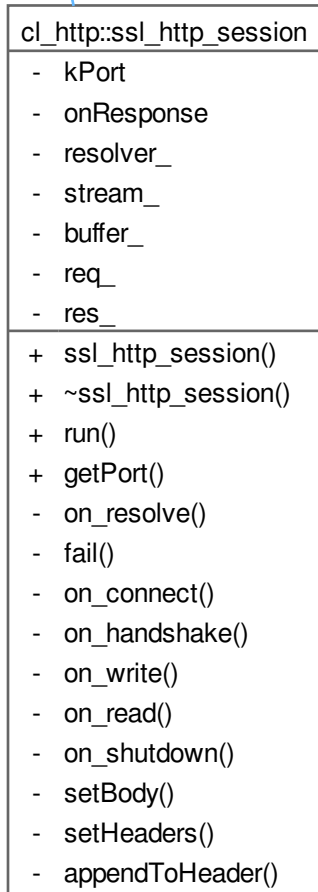 cl_http::ssl_http_session
- kPort
- onResponse
- resolver_
- stream_
- buffer_
- req_
- res_
+ ssl_http_session()
+ ~ssl_http_session()
+ run()
+ getPort()
- on_resolve()
- fail()
- on_connect()
- on_handshake()
- on_write()
- on_read()
- on_shutdown()
- setBody()
- setHeaders()
- appendToHeader()